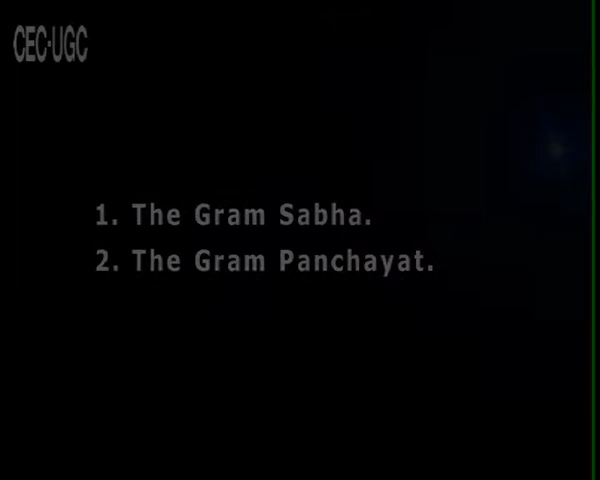 CEC-UGC
1. The Gram Sabha.
2. The Gram Panchayat.